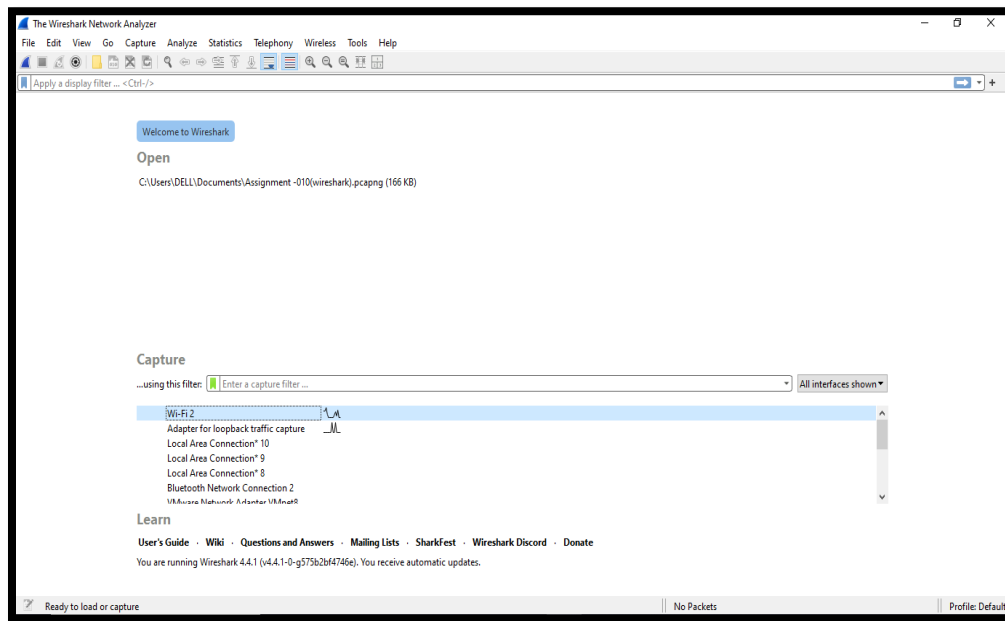 The Wireshark Network Analyzer
File Edit View Go Capture Analyze Statistics Telephony Wireless Tools Help
Apply a display filter ... <Ctrl-/>
Welcome to Wireshark
Open
C:\Users\DELL\Documents\Assignment -010(wireshark).pcapng (166 KB)
Capture
...using this filter: Enter a capture filter ... All interfaces shown
Wi-Fi 2
Adapter for loopback traffic capture
Local Area Connection* 10
Local Area Connection* 9
Local Area Connection* 8
Bluetooth Network Connection 2
VMware Network Adapter VMnet8
Learn
User's Guide · Wiki · Questions and Answers · Mailing Lists · SharkFest · Wireshark Discord · Donate
You are running Wireshark 4.4.1 (v4.4.1-0-g575b2bf4746e). You receive automatic updates.
Ready to load or capture No Packets Profile: Default